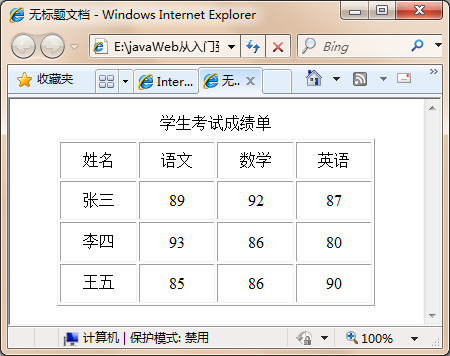 无标题文档 - Windows Internet Explorer
E:\javaWeb从入门到 Bing
收藏夹 Inter... 无...
学生考试成绩单
姓名 语文 数学 英语
张三 89 92 87
李四 93 86 80
王五 85 86 90
计算机 | 保护模式: 禁用 100%